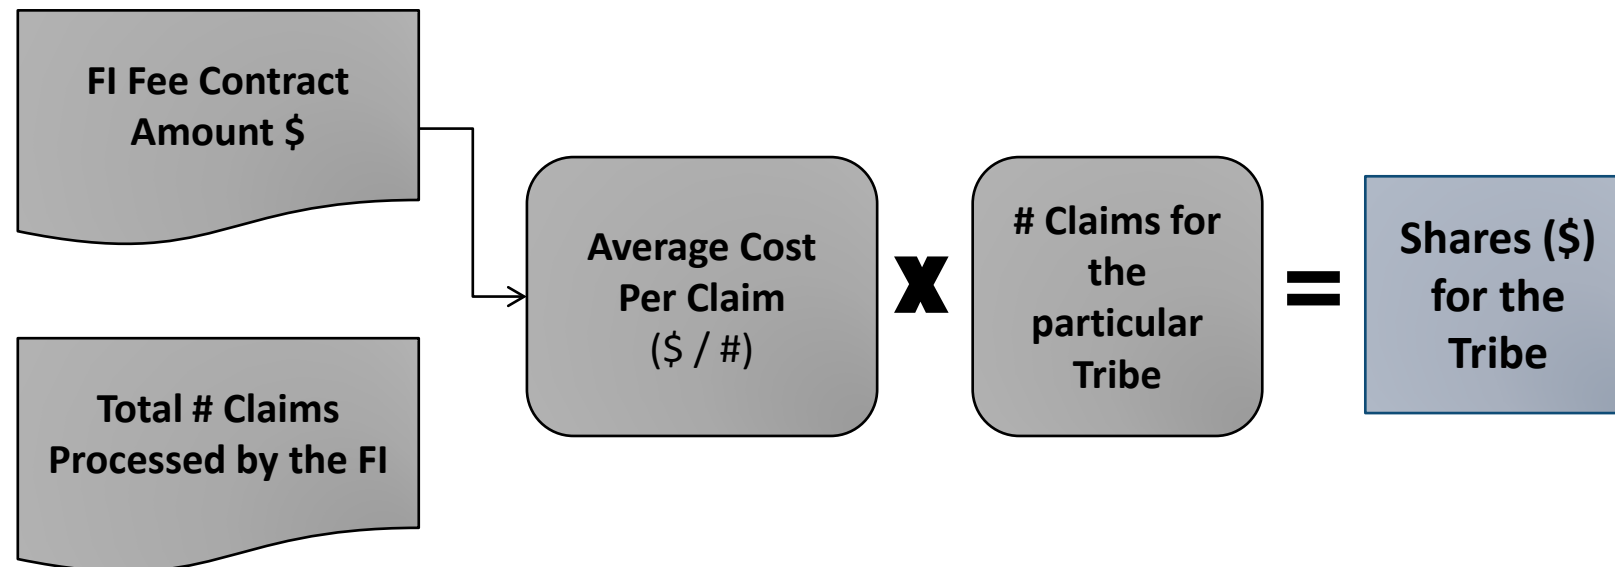 FI Fee Contract
Amount $
Total # Claims
Processed by the FI
Average Cost
Per Claim
($ / #)
X
# Claims for
the
particular
Tribe
=
Shares ($)
for the
Tribe